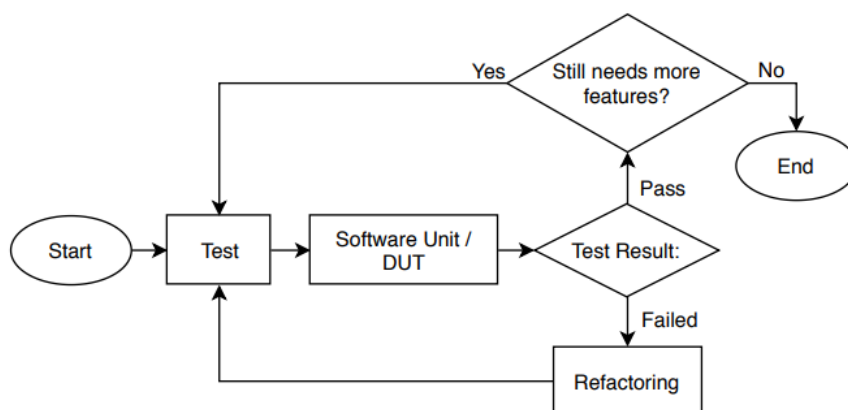 Still needs more
features?
Yes
No
End
Pass
Start
Test
Software Unit /
DUT
Test Result:
Failed
Refactoring